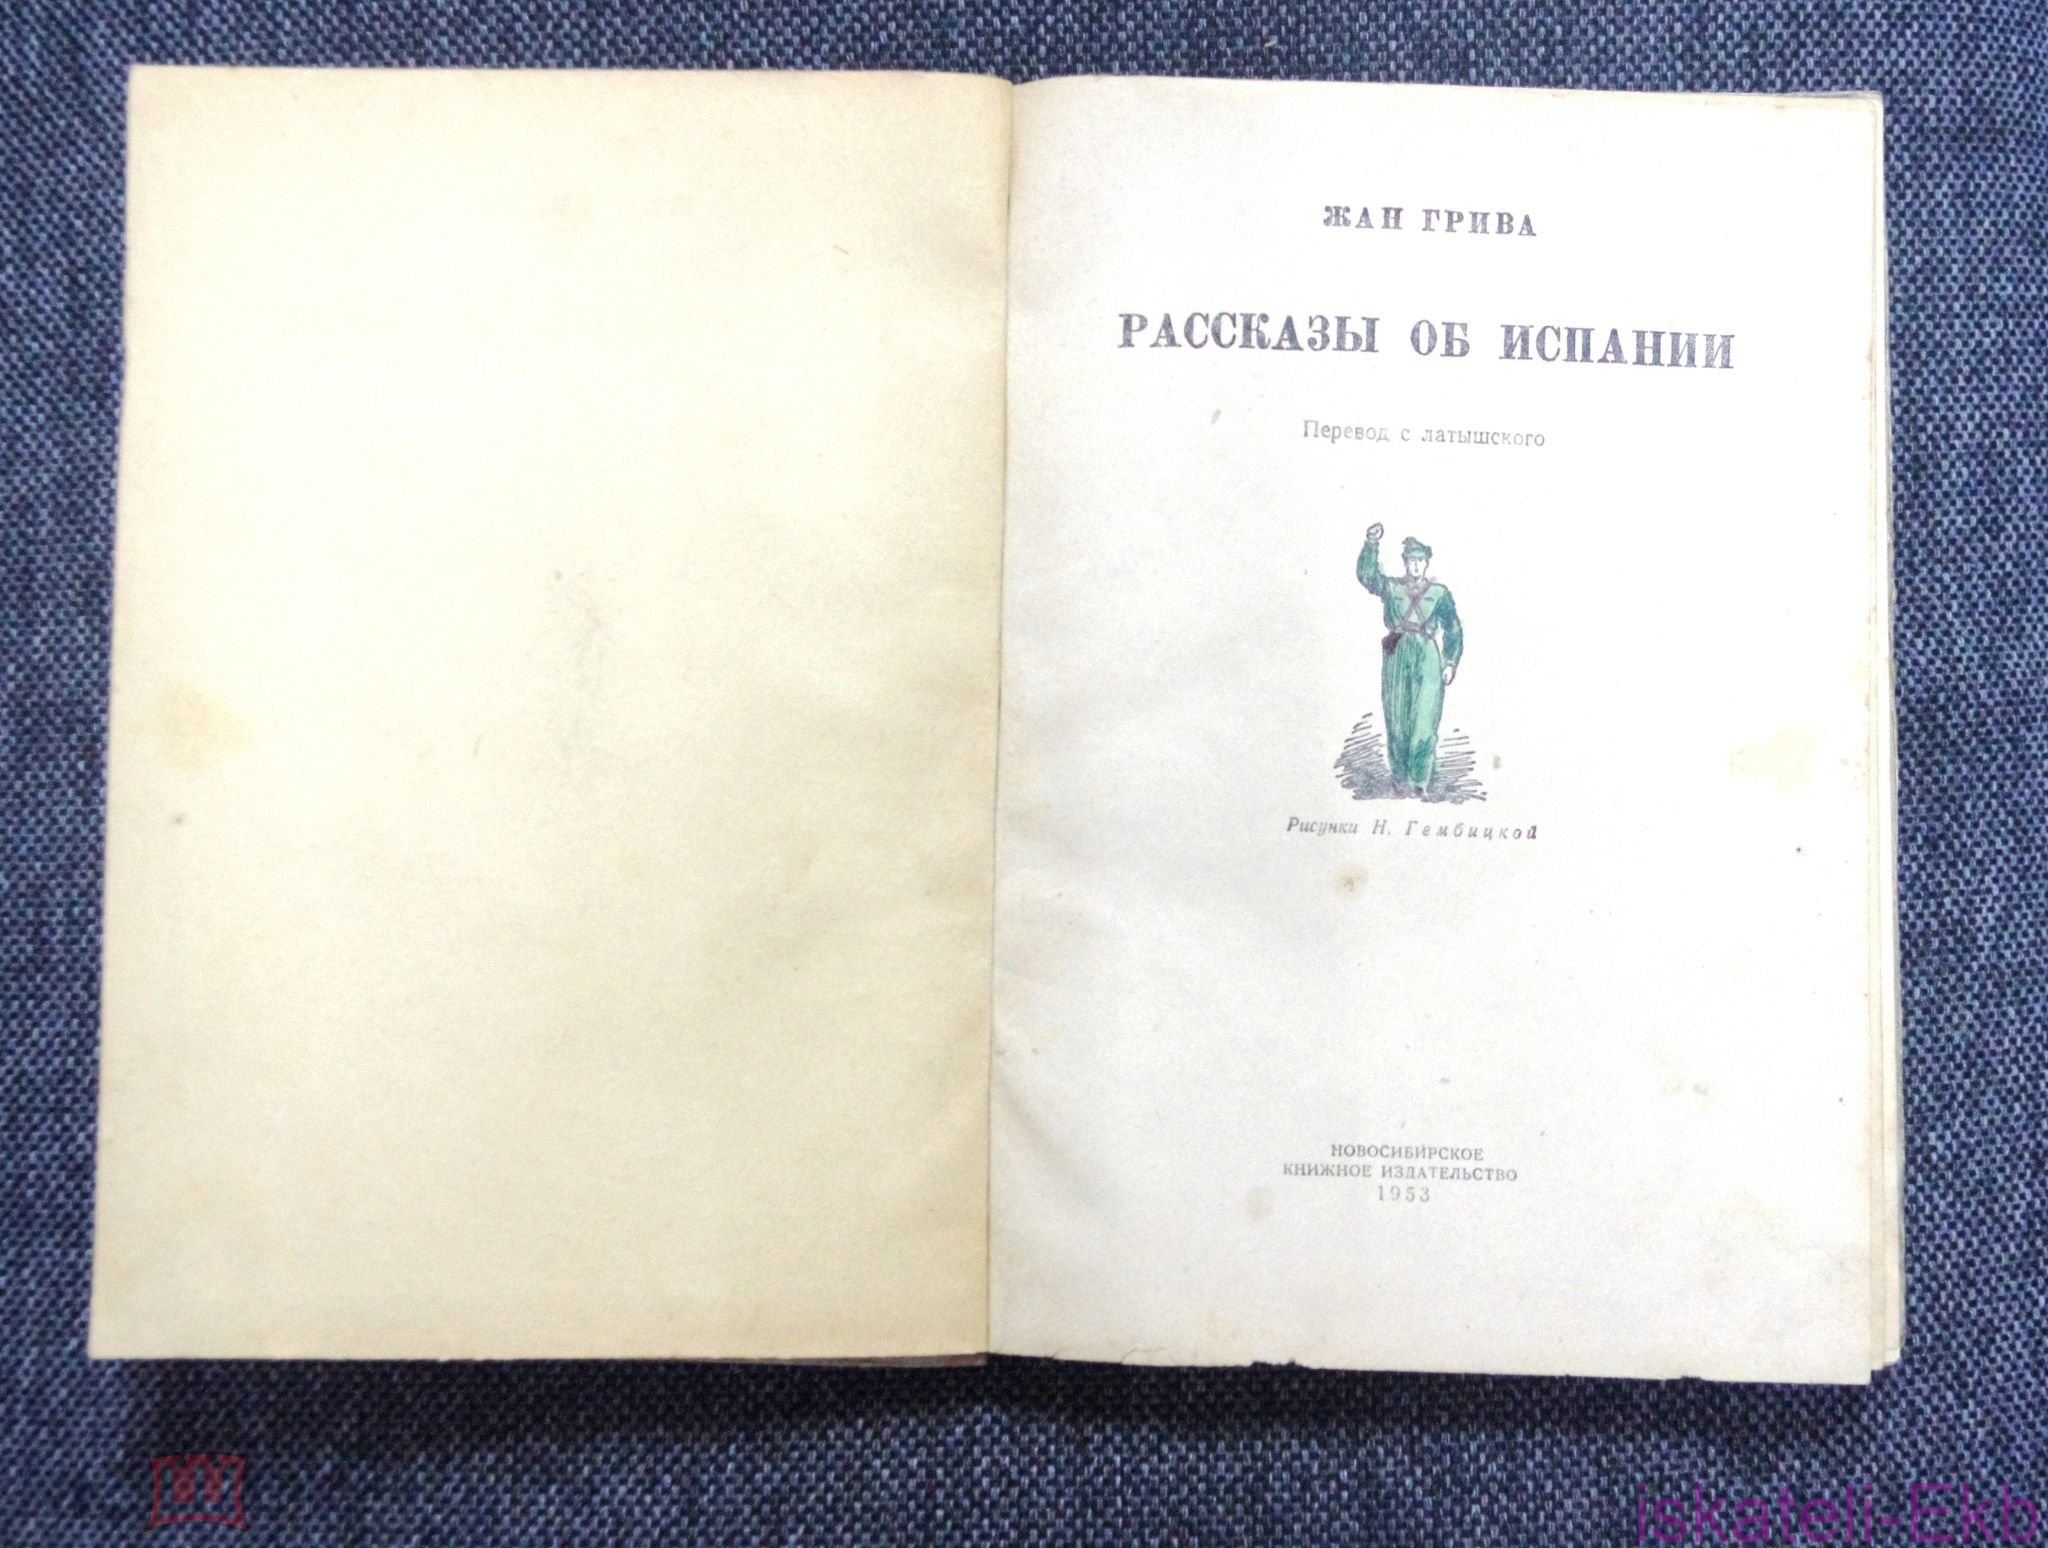 ЖАН ГРИВА
РАССКАЗЫ ОБ ИСПАНИИ
Перевод с латышского
Рисунки Н. Гембицкой
НОВОСИБИРСКОЕ
КНИЖНОЕ ИЗДАТЕЛЬСТВО
1953
iskateli-Ekb